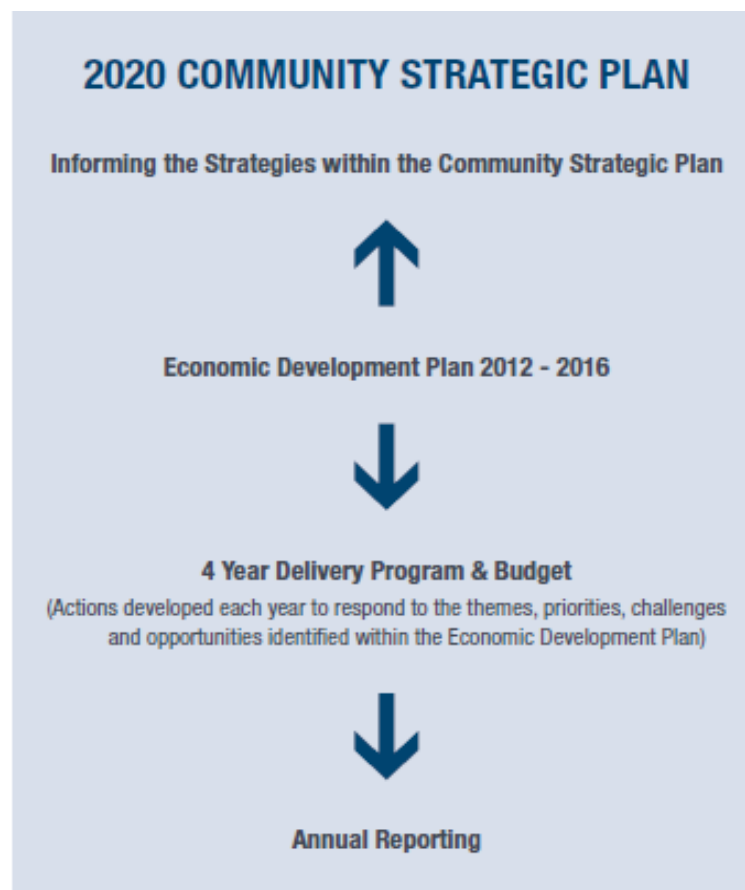 2020 COMMUNITY STRATEGIC PLAN
Informing the Strategies within the Community Strategic Plan
Economic Development Plan 2012 - 2016
4 Year Delivery Program & Budget
(Actions developed each year to respond to the themes, priorities, challenges
and opportunities identified within the Economic Development Plan)
Annual Reporting